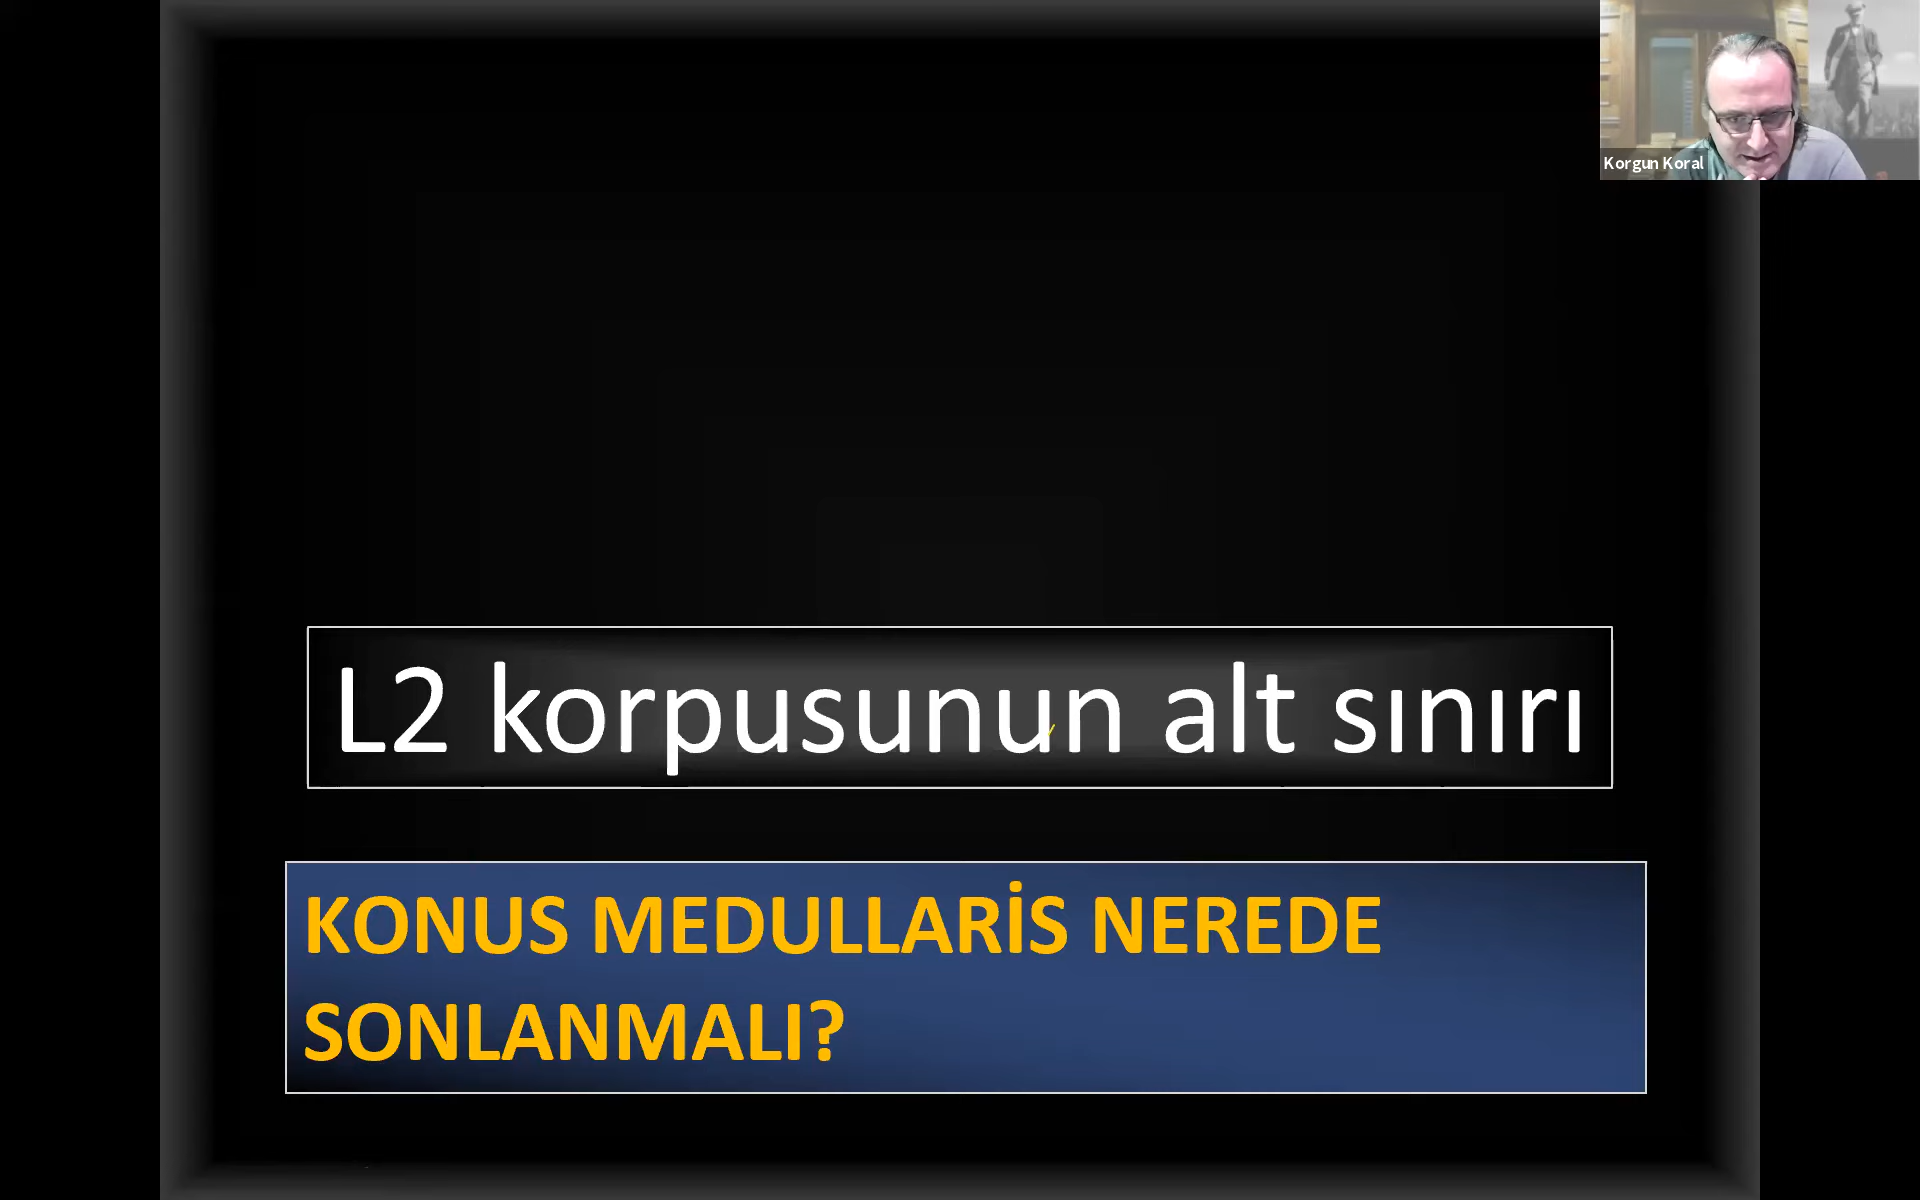 Korgun Koral
L2 korpusunun alt sınırı
KONUS MEDULLARİS NEREDE
SONLANMALI?